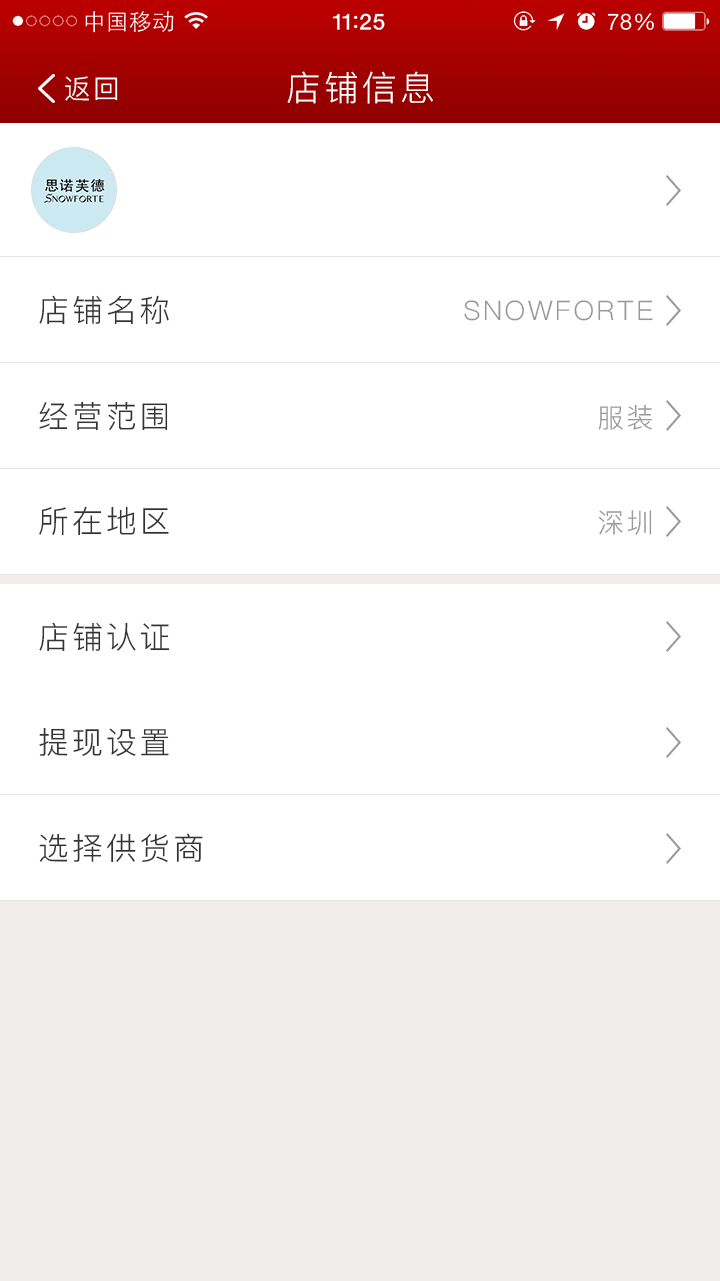 中国移动 11:25 78%
返回 店铺信息
思诺芙德
SNOWFORTE
店铺名称 SNOWFORTE
经营范围 服装
所在地区 深圳
店铺认证
提现设置
选择供货商